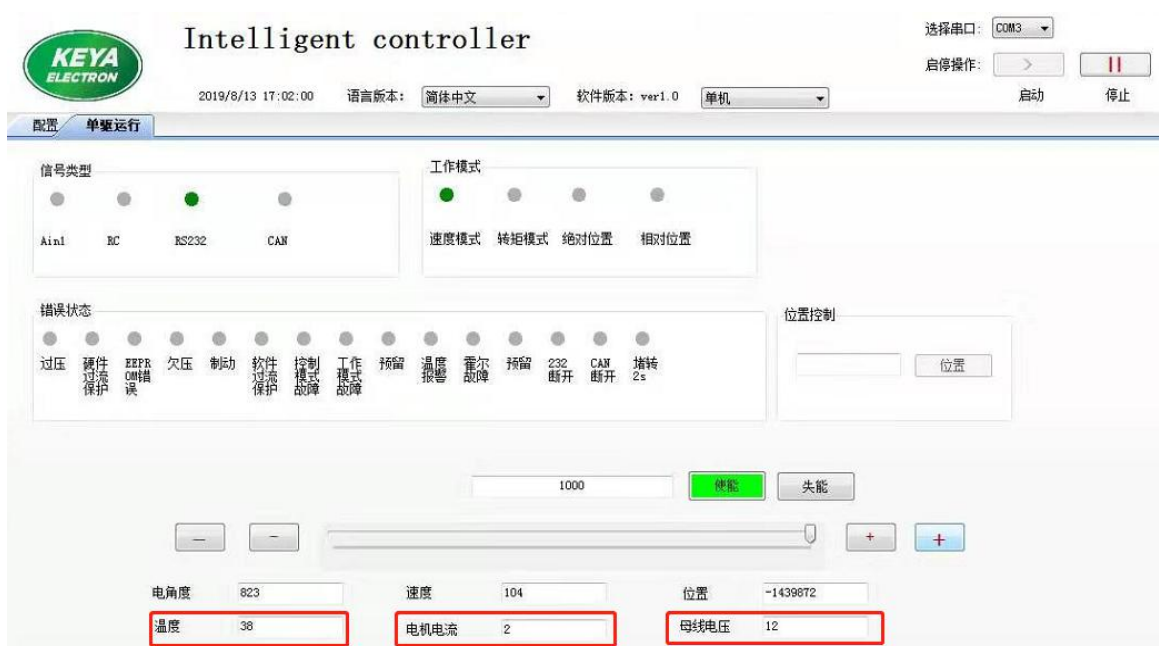 KEYA
ELECTRON
Intelligent controller
选择串口: COM3
启停操作: >
启动 停止
2019/8/13 17:02:00 语言版本: 简体中文 软件版本: ver1.0 单机
配置 单驱运行
信号类型
Ain1 RC RS232 CAN
工作模式
速度模式 转矩模式 绝对位置 相对位置
错误状态
过压 硬件过流保护 EEPROM错误 欠压 制动 软件过流保护 控制模式故障 工作模式故障 预留 温度报警 霍尔故障 预留 232断开 CAN断开 堵转2s
位置控制
位置
1000 使能 失能
— - + +
电角度 823 速度 104 位置 -1439872
温度 38 电机电流 2 母线电压 12